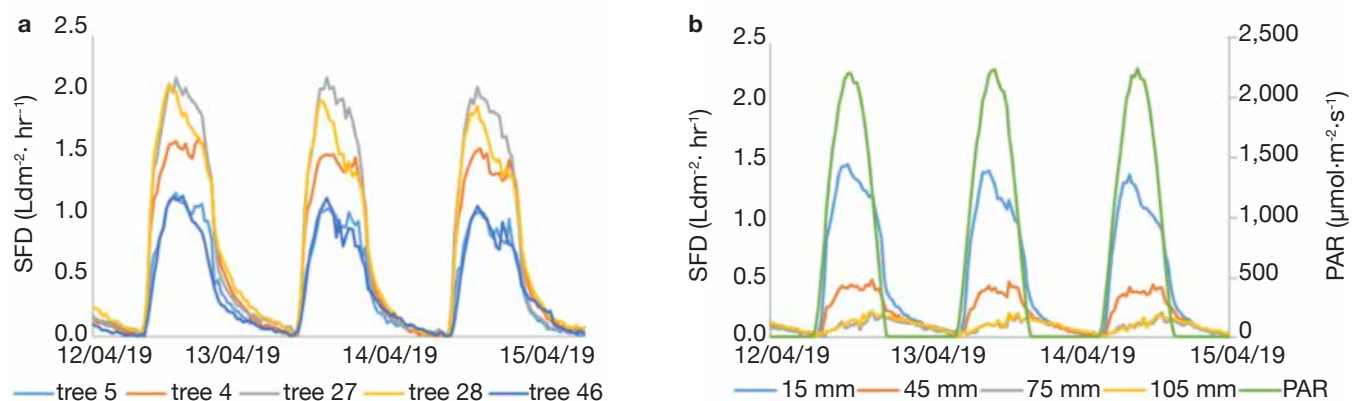 a
2.5
2.0
1.5
1.0
0.5
0.0
SFD (Ldm⁻²· hr⁻¹)
12/04/19 13/04/19 14/04/19 15/04/19
tree 5 tree 4 tree 27 tree 28 tree 46
b
2.5
2.0
1.5
1.0
0.5
0.0
SFD (Ldm⁻²· hr⁻¹)
2,500
2,000
1,500
1,000
500
0
PAR (µmol·m⁻²·s⁻¹)
12/04/19 13/04/19 14/04/19 15/04/19
15 mm 45 mm 75 mm 105 mm PAR